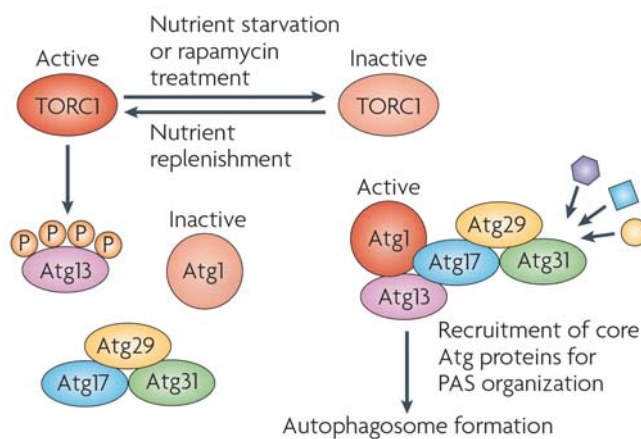 Nutrient starvation
or rapamycin
treatment
Active
Inactive
TORC1
TORC1
Nutrient
replenishment
P
P
P
P
Atg13
Inactive
Atg1
Atg29
Atg17
Atg31
Active
Atg1
Atg29
Atg17
Atg31
Atg13
Recruitment of core
Atg proteins for
PAS organization
Autophagosome formation